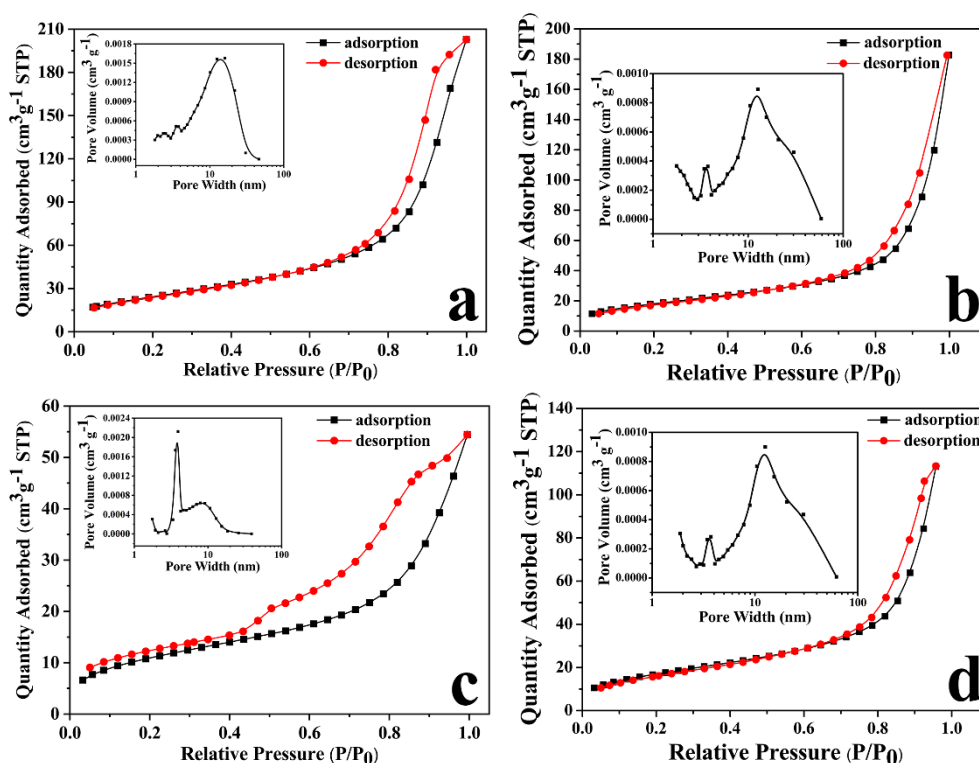 a
adsorption
desorption
Quantity Adsorbed (cm³g⁻¹ STP)
210
180
150
120
90
60
30
0
0.0 0.2 0.4 0.6 0.8 1.0
Relative Pressure (P/P₀)
Pore Volume (cm³ g⁻¹)
0.0018
0.0015
0.0012
0.0009
0.0006
0.0003
0.0000
1 10 100
Pore Width (nm)
b
adsorption
desorption
Quantity Adsorbed (cm³g⁻¹ STP)
200
180
160
140
120
100
80
60
40
20
0
0.0 0.2 0.4 0.6 0.8 1.0
Relative Pressure (P/P₀)
Pore Volume (cm³ g⁻¹)
0.0010
0.0008
0.0006
0.0004
0.0002
0.0000
1 10 100
Pore Width (nm)
c
adsorption
desorption
Quantity Adsorbed (cm³g⁻¹ STP)
60
50
40
30
20
10
0
0.0 0.2 0.4 0.6 0.8 1.0
Relative Pressure (P/P₀)
Pore Volume (cm³ g⁻¹)
0.0024
0.0018
0.0012
0.0006
0.0000
1 10 100
Pore Width (nm)
d
adsorption
desorption
Quantity Adsorbed (cm³g⁻¹ STP)
140
120
100
80
60
40
20
0
0.0 0.2 0.4 0.6 0.8 1.0
Relative Pressure (P/P₀)
Pore Volume (cm³ g⁻¹)
0.0010
0.0008
0.0006
0.0004
0.0002
0.0000
1 10 100
Pore Width (nm)